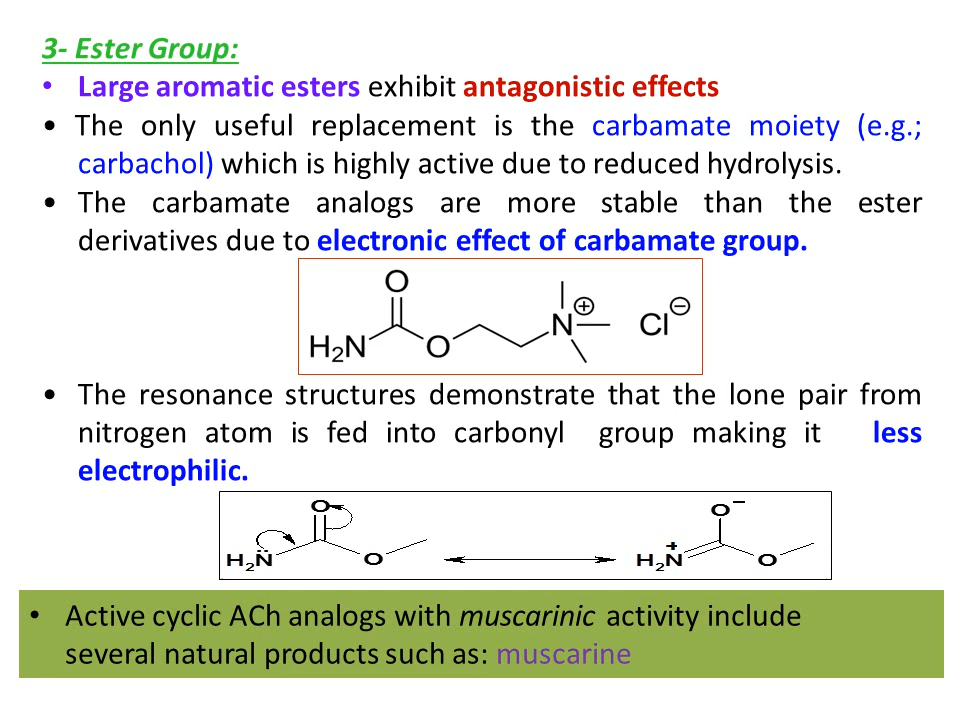 3- Ester Group:
• Large aromatic esters exhibit antagonistic effects
• The only useful replacement is the carbamate moiety (e.g.;
carbachol) which is highly active due to reduced hydrolysis.
• The carbamate analogs are more stable than the ester
derivatives due to electronic effect of carbamate group.
O
H₂N O N⊕ Cl⊖
• The resonance structures demonstrate that the lone pair from
nitrogen atom is fed into carbonyl group making it less
electrophilic.
O O⁻
H₂N̈ O H₂N⁺ O
• Active cyclic ACh analogs with muscarinic activity include
several natural products such as: muscarine